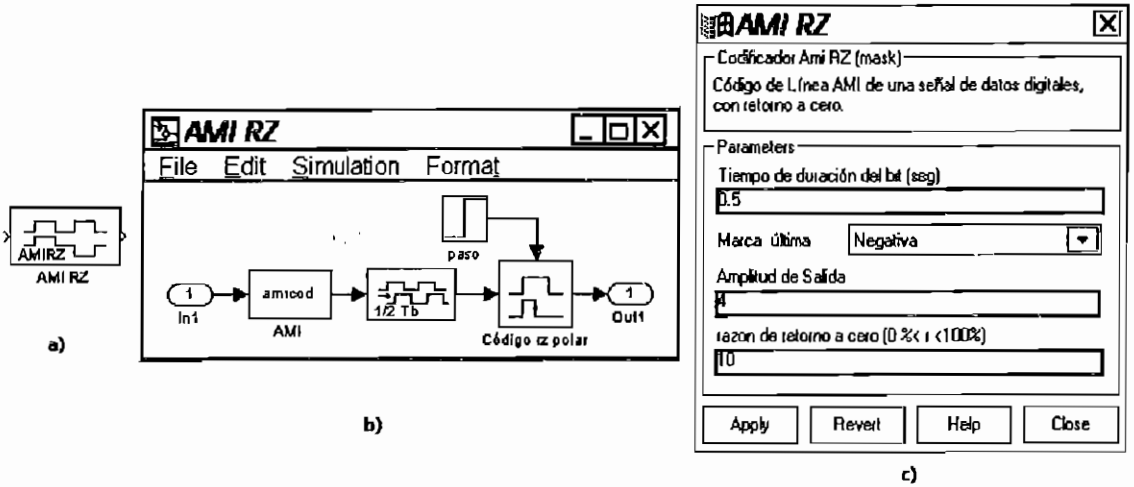 AMIRZ
AMI RZ
a)
AMI RZ
File Edit Simulation Format
paso
1
In1
amicod
AMI
1/2 Tb
Código rz polar
1
Out1
b)
AMI RZ
Codificador Ami RZ (mask)
Código de Línea AMI de una señal de datos digitales,
con retorno a cero.
Parameters
Tiempo de duración del bit (seg)
0.5
Marca última Negativa
Amplitud de Salida
4
razon de retorno a cero (0 %< r <100%)
10
Apply Revert Help Close
c)